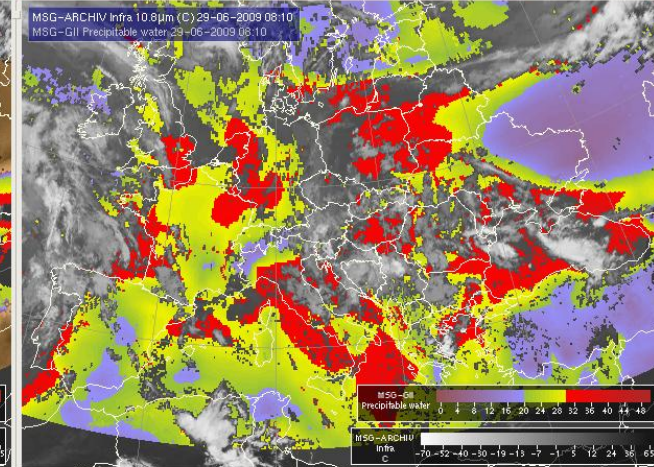 MSG-ARCHIV Infra 10.8µm (C) 29-06-2009 08:10
MSG-GII Precipitable water 29-06-2009 08:10
MSG-GII
Precipitable water
0 4 8 12 16 20 24 28 32 36 40 44 48
MSG-ARCHIV
Infra
C
-70 -52 -40 -30 -19 -13 -7 -1 5 12 24 36 65